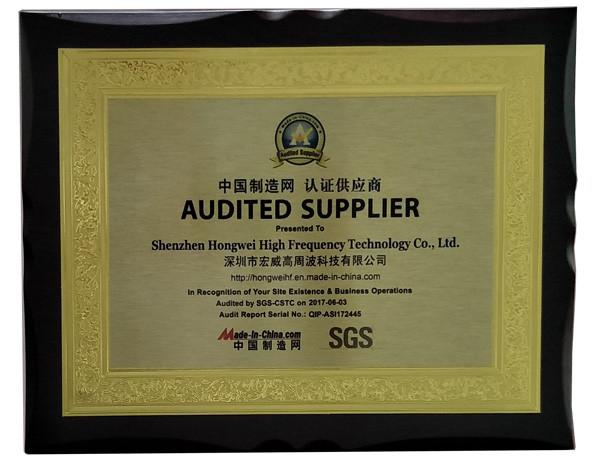 Made-in-China.com
Audited Supplier
中国制造网 认证供应商
AUDITED SUPPLIER
Presented To
Shenzhen Hongwei High Frequency Technology Co., Ltd.
深圳市宏威高周波科技有限公司
http://hongweihf.en.made-in-china.com
In Recognition of Your Site Existence & Business Operations
Audited by SGS-CSTC on 2017-06-03
Audit Report Serial No.: QIP-ASI172445
Made-in-China.com
中国制造网
SGS